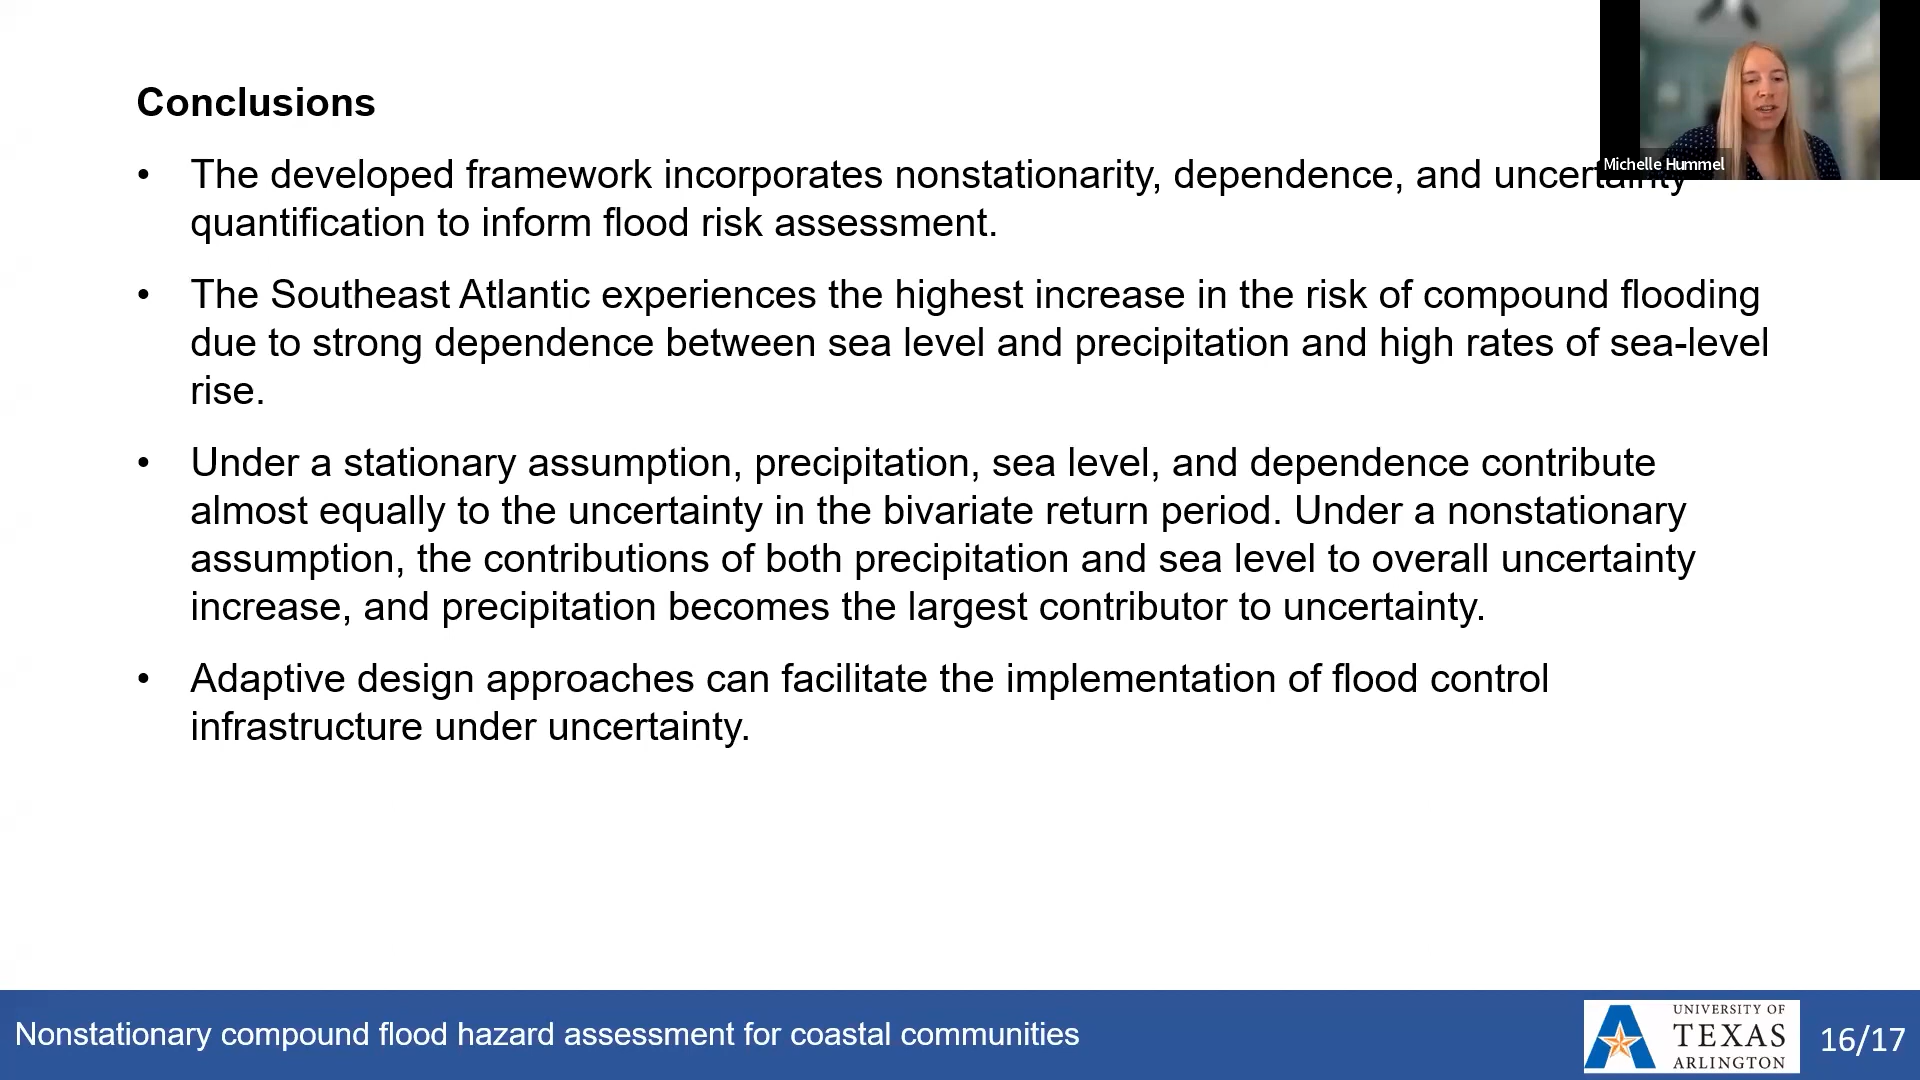 Conclusions
• The developed framework incorporates nonstationarity, dependence, and uncertainty
quantification to inform flood risk assessment.
• The Southeast Atlantic experiences the highest increase in the risk of compound flooding
due to strong dependence between sea level and precipitation and high rates of sea-level
rise.
• Under a stationary assumption, precipitation, sea level, and dependence contribute
almost equally to the uncertainty in the bivariate return period. Under a nonstationary
assumption, the contributions of both precipitation and sea level to overall uncertainty
increase, and precipitation becomes the largest contributor to uncertainty.
• Adaptive design approaches can facilitate the implementation of flood control
infrastructure under uncertainty.
Michelle Hummel
Nonstationary compound flood hazard assessment for coastal communities
UNIVERSITY OF
TEXAS
ARLINGTON
16/17